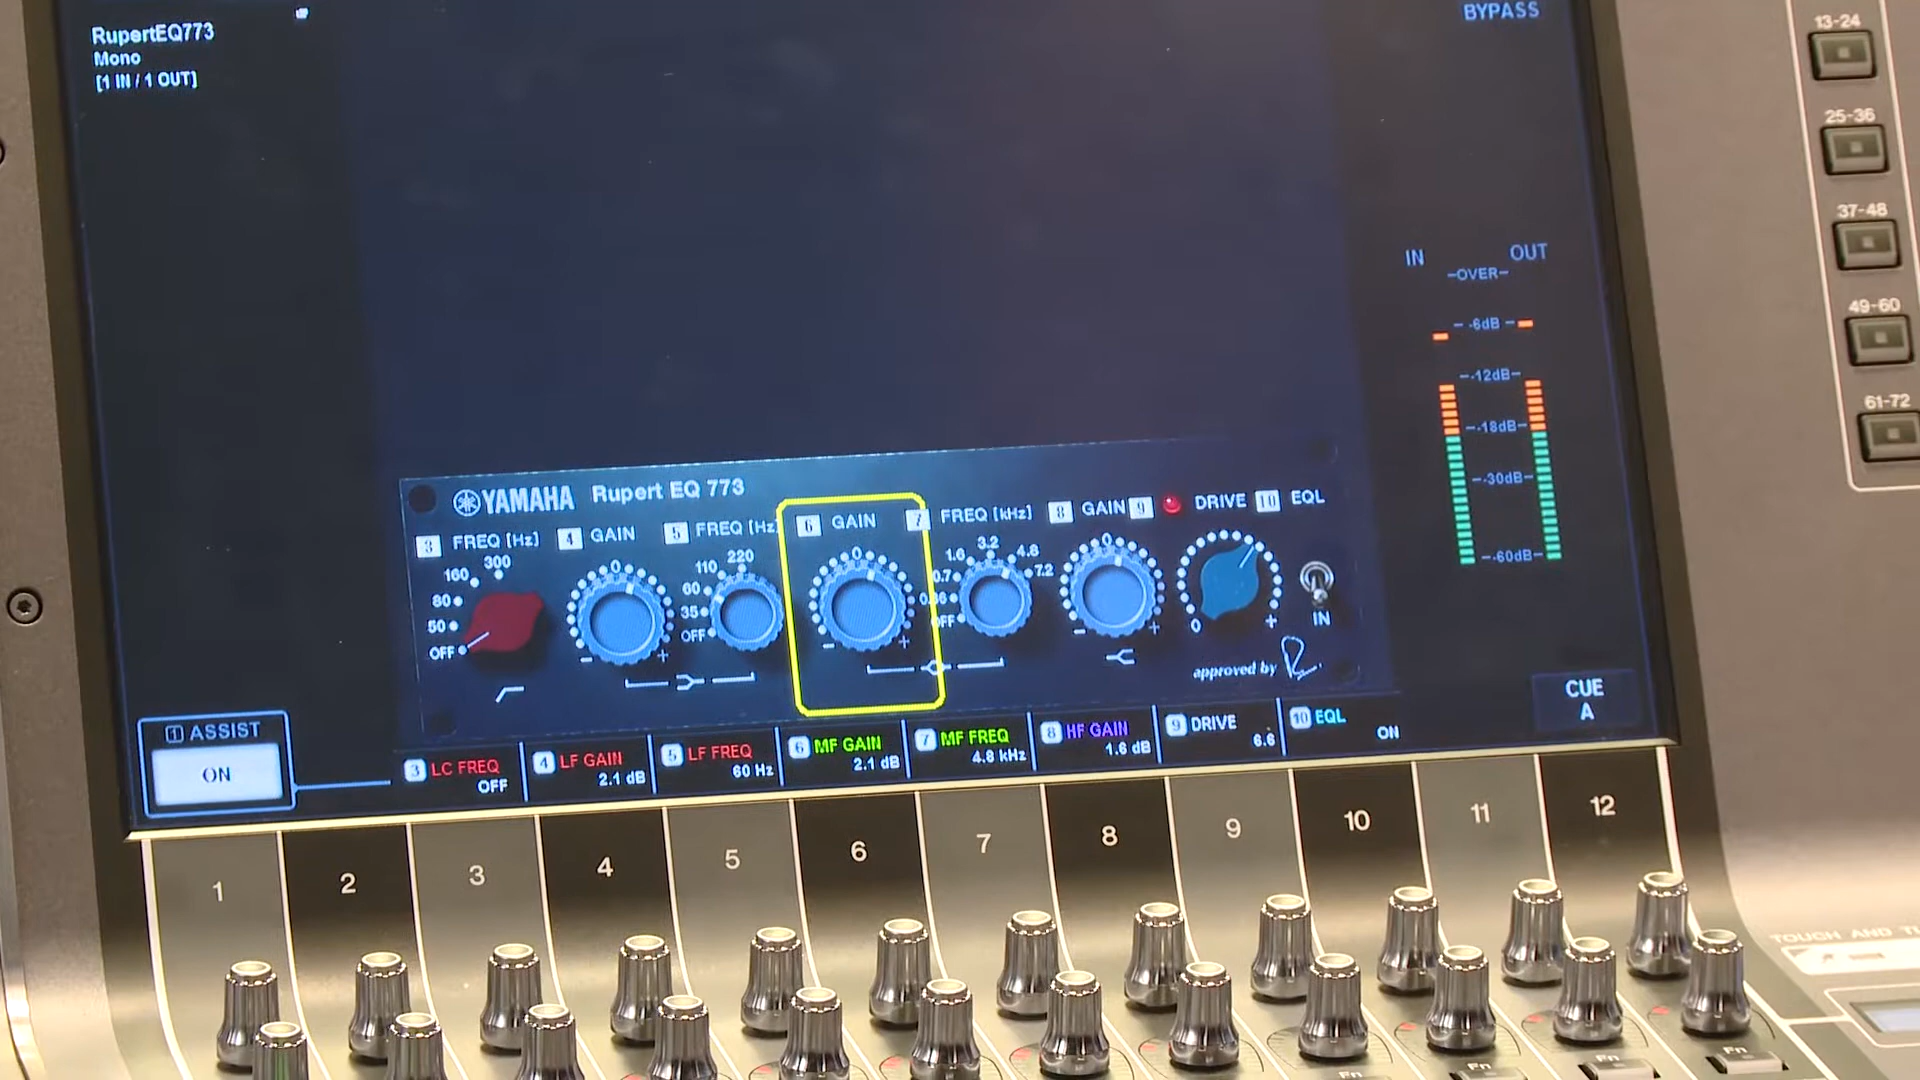 RupertEQ773
Mono
[1 IN / 1 OUT]
BYPASS
13-24
25-36
37-48
49-60
61-72
IN OUT
OVER
-6dB
-12dB
-18dB
-30dB
-60dB
YAMAHA Rupert EQ 773
3 FREQ [Hz]
300
160
80
50
OFF
4 GAIN
0
- +
5 FREQ [Hz]
220
110
60
35
OFF
6 GAIN
0
- +
7 FREQ [kHz]
3.2
1.6 4.8
0.7 7.2
8 GAIN
0
- +
9 DRIVE
0 +
10 EQL
IN
approved by
CUE
A
1 ASSIST
ON
3 LC FREQ
OFF
4 LF GAIN
2.1 dB
5 LF FREQ
60 Hz
6 MF GAIN
2.1 dB
7 MF FREQ
4.8 kHz
8 HF GAIN
1.6 dB
9 DRIVE
6.6
10 EQL
ON
1 2 3 4 5 6 7 8 9 10 11 12
TOUCH AND
Fn Fn Fn Fn